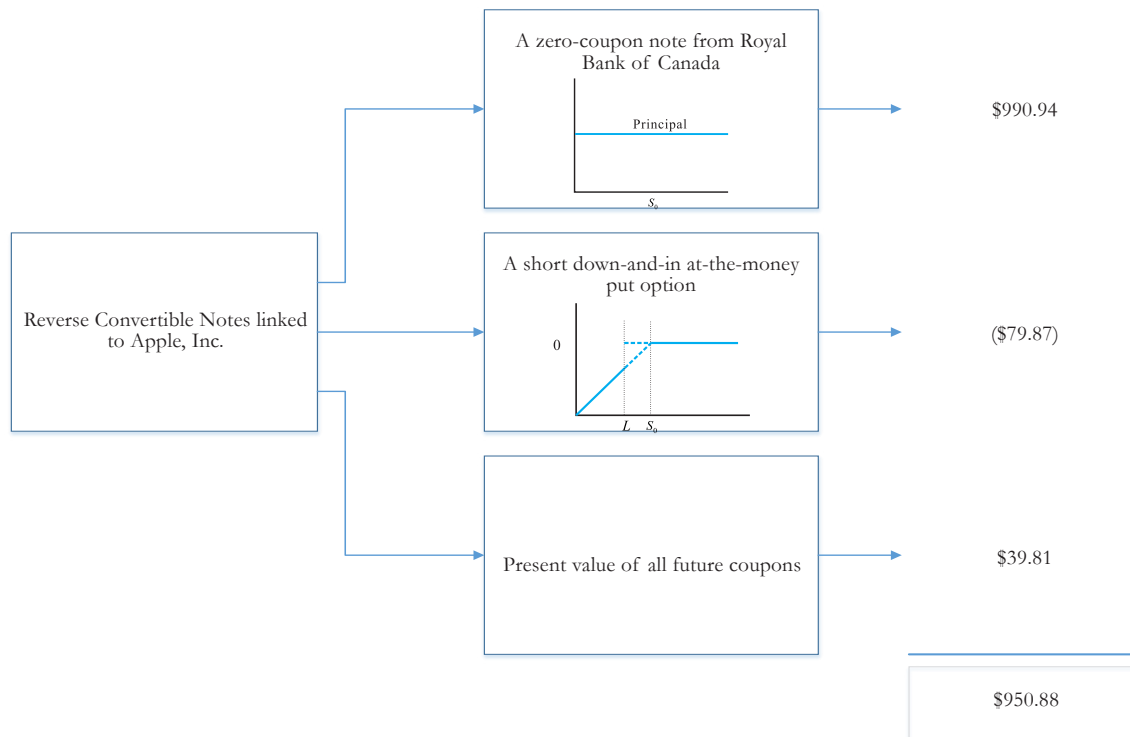 A zero-coupon note from Royal
Bank of Canada
Principal
S₀
$990.94
Reverse Convertible Notes linked
to Apple, Inc.
A short down-and-in at-the-money
put option
0
L S₀
($79.87)
Present value of all future coupons
$39.81
$950.88